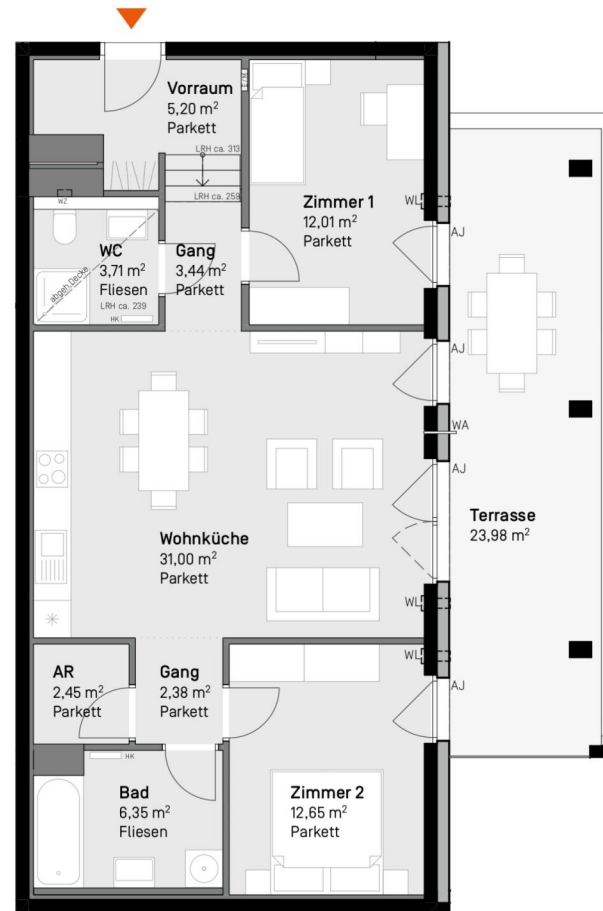 Vorraum
5,20 m²
Parkett
LRH ca. 313
LRH ca. 259
E/M
Zimmer 1
12,01 m²
Parkett
WL
AJ
WZ
WC
3,71 m²
Fliesen
LRH ca. 239
HK
abgeh. Decke
Gang
3,44 m²
Parkett
AJ
WA
AJ
Wohnküche
31,00 m²
Parkett
Terrasse
23,98 m²
WL
WL
AJ
AR
2,45 m²
Parkett
Gang
2,38 m²
Parkett
HK
Bad
6,35 m²
Fliesen
Zimmer 2
12,65 m²
Parkett